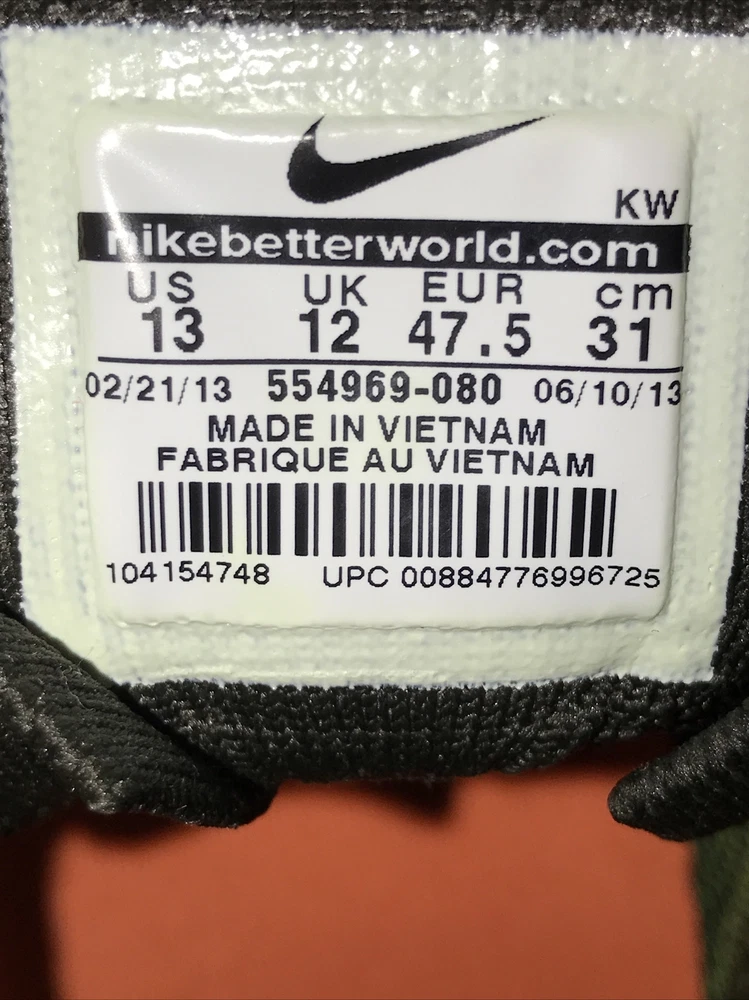 KW
nikebetterworld.com
US UK EUR cm
13 12 47.5 31
02/21/13 554969-080 06/10/13
MADE IN VIETNAM
FABRIQUE AU VIETNAM
104154748 UPC 00884776996725